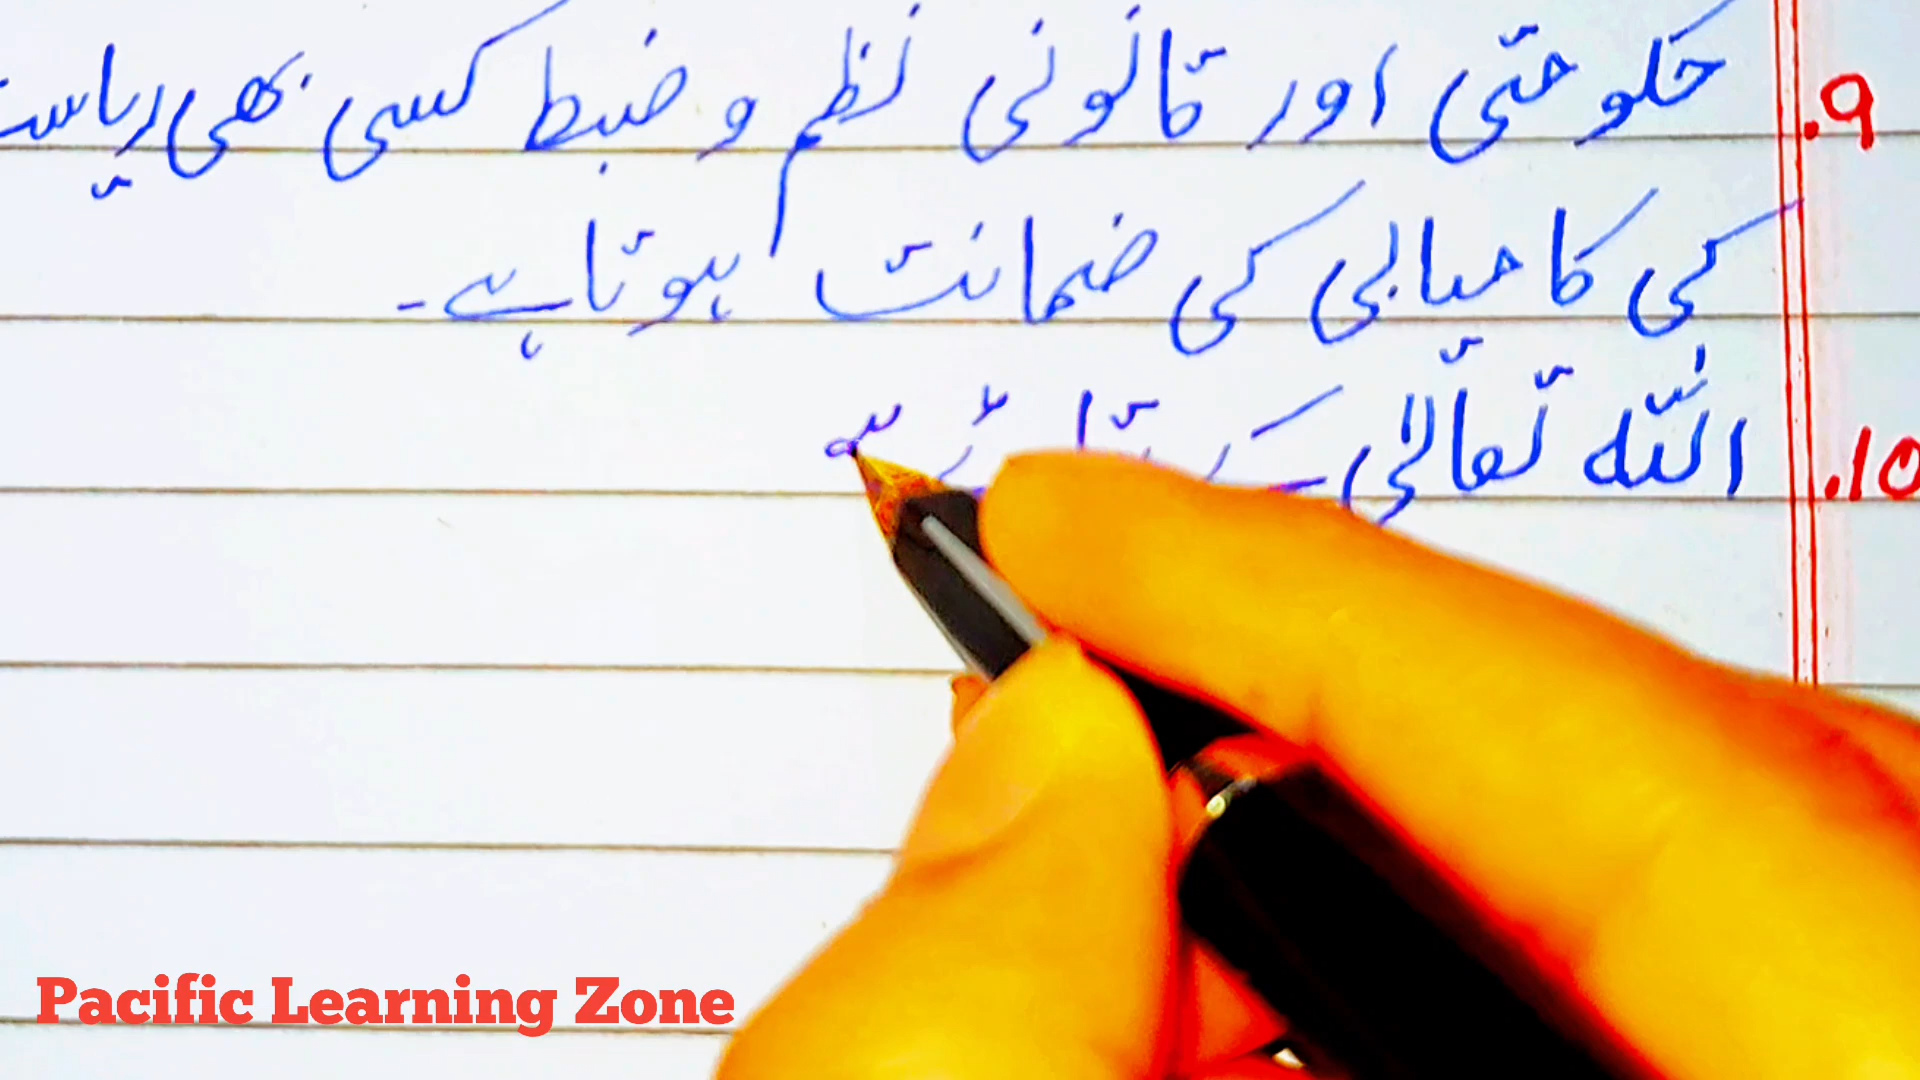 9. حکومتی اور قانونی نظم و ضبط کسی بھی ریاست
کی کامیابی کی ضمانت ہوتا ہے۔
10. اللہ تعالیٰ
Pacific Learning Zone